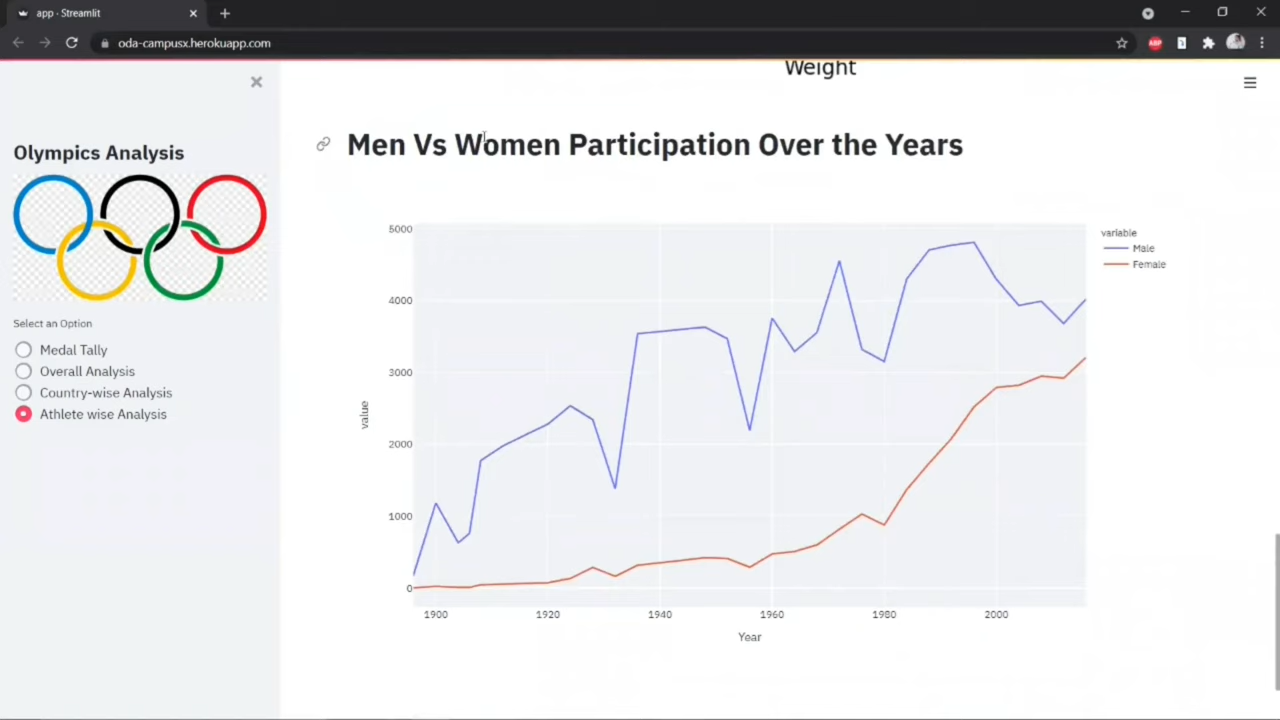 app · Streamlit
oda-campusx.herokuapp.com
ABP
Weight
Olympics Analysis
Select an Option
Medal Tally
Overall Analysis
Country-wise Analysis
Athlete wise Analysis
Men Vs Women Participation Over the Years
variable
Male
Female
value
5000
4000
3000
2000
1000
0
1900
1920
1940
1960
1980
2000
Year